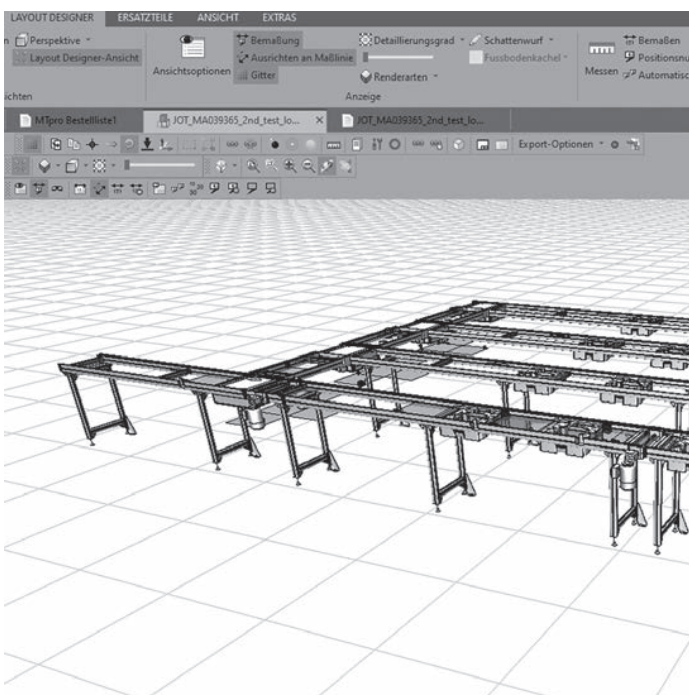 LAYOUT DESIGNER ERSATZTEILE ANSICHT EXTRAS
n Perspektive
Layout Designer-Ansicht
ichten
Ansichtsoptionen
Bemaßung
Ausrichten an Maßlinie
Gitter
Detaillierungsgrad
Renderarten
Schattenwurf
Fussbodenkachel
Anzeige
Messen
Bemaßen
Positionsnu
Automatisc
MTpro Bestellliste1 JOT_MA039365_2nd_test_lo... × JOT_MA039365_2nd_test_lo...
Export-Optionen